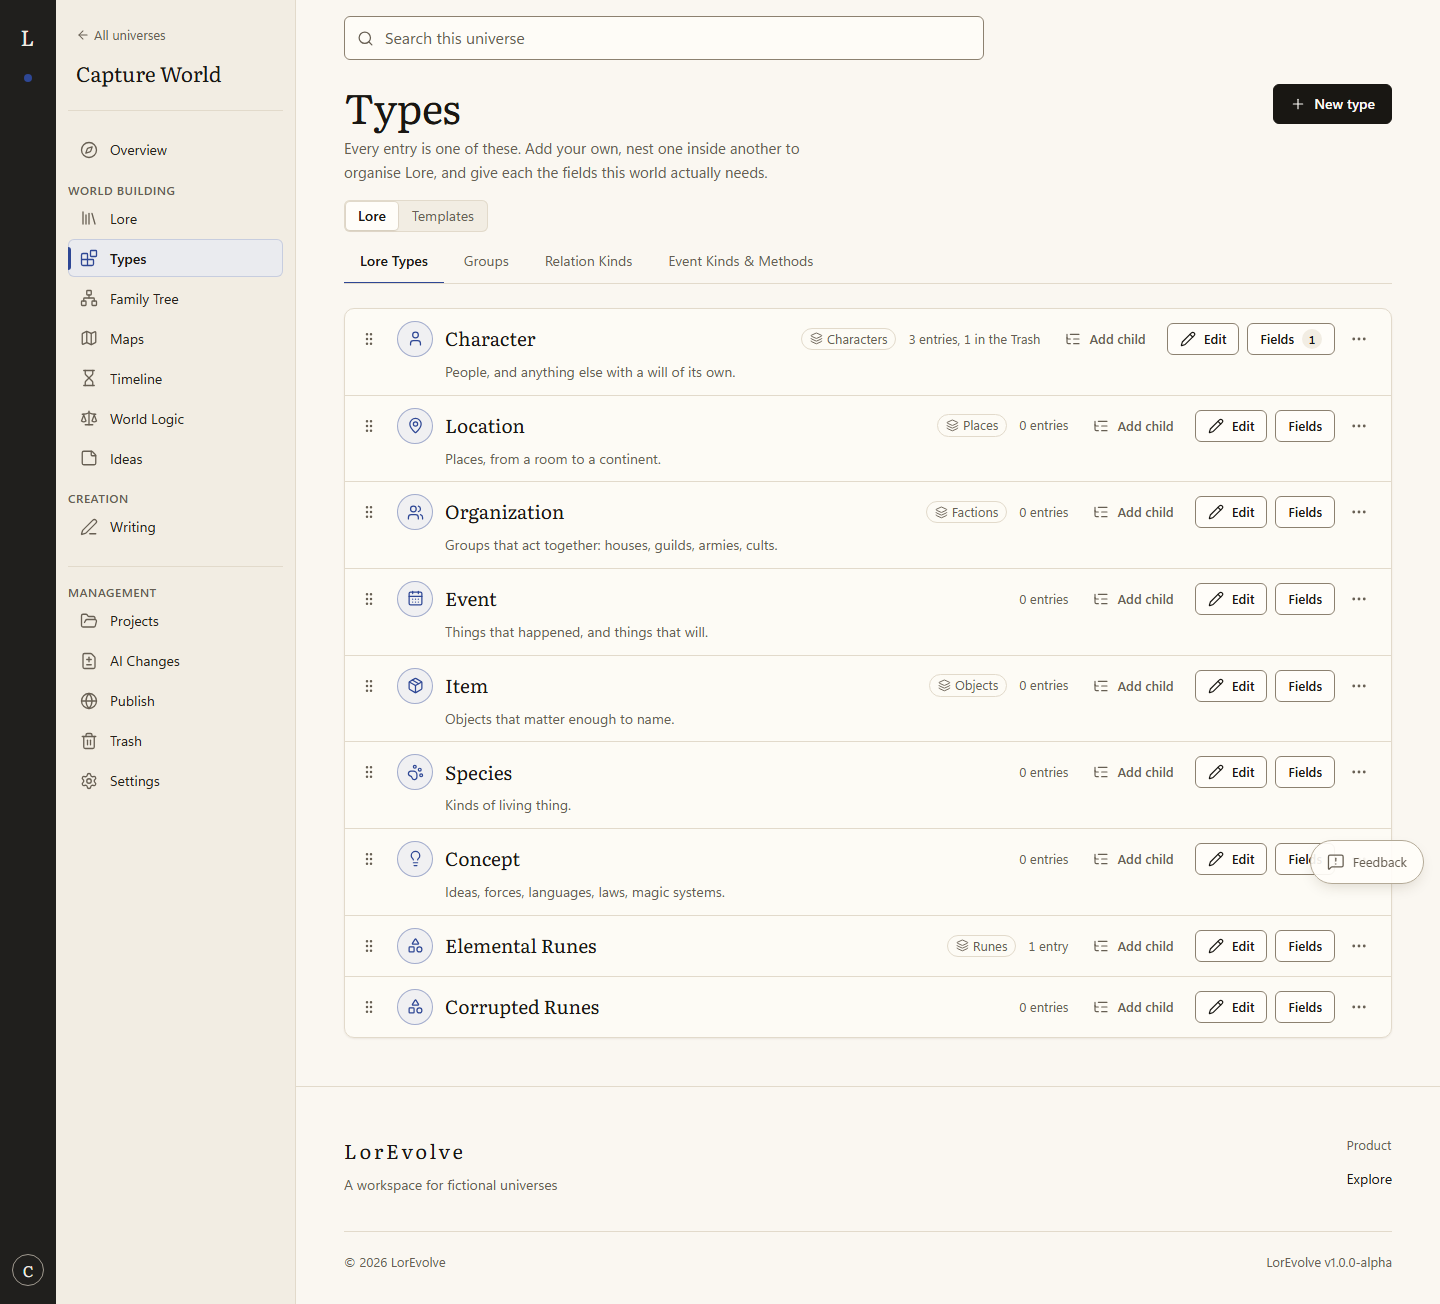 L
All universes
Capture World
Overview
WORLD BUILDING
Lore
Types
Family Tree
Maps
Timeline
World Logic
Ideas
CREATION
Writing
MANAGEMENT
Projects
AI Changes
Publish
Trash
Settings
C
Search this universe
Types
New type
Every entry is one of these. Add your own, nest one inside another to
organise Lore, and give each the fields this world actually needs.
Lore Templates
Lore Types Groups Relation Kinds Event Kinds & Methods
Character Characters 3 entries, 1 in the Trash Add child Edit Fields 1
People, and anything else with a will of its own.
Location Places 0 entries Add child Edit Fields
Places, from a room to a continent.
Organization Factions 0 entries Add child Edit Fields
Groups that act together: houses, guilds, armies, cults.
Event 0 entries Add child Edit Fields
Things that happened, and things that will.
Item Objects 0 entries Add child Edit Fields
Objects that matter enough to name.
Species 0 entries Add child Edit Fields
Kinds of living thing.
Concept 0 entries Add child Edit
Feedback
Ideas, forces, languages, laws, magic systems.
Elemental Runes Runes 1 entry Add child Edit Fields
Corrupted Runes 0 entries Add child Edit Fields
LorEvolve
A workspace for fictional universes
Product
Explore
© 2026 LorEvolve
LorEvolve v1.0.0-alpha